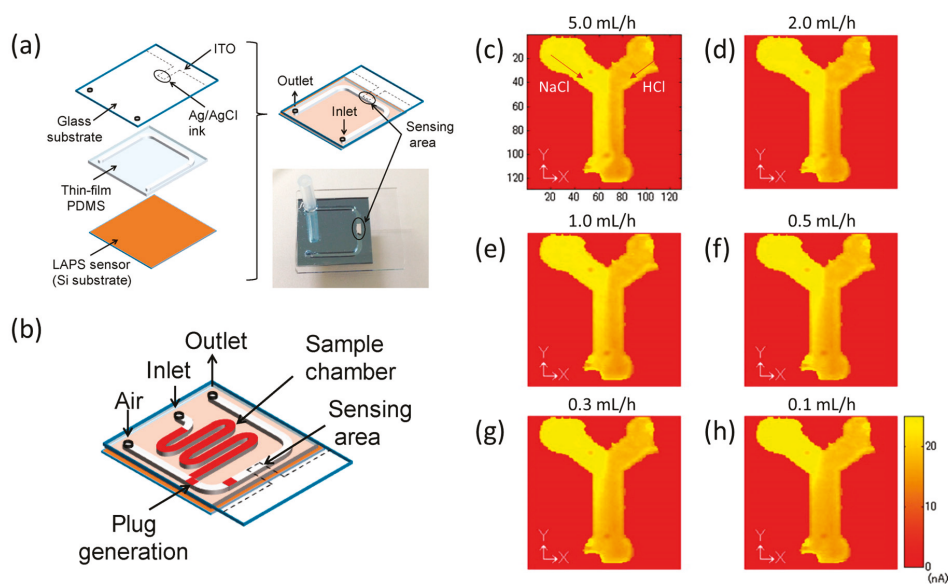 (a)
ITO
Ag/AgCl
ink
Glass
substrate
Thin-film
PDMS
LAPS sensor
(Si substrate)
Outlet
Inlet
Sensing
area
(b)
Outlet
Inlet
Air
Sample
chamber
Sensing
area
Plug
generation
5.0 mL/h
(c)
NaCl
HCl
Y
X
20
40
60
80
100
120
20 40 60 80 100 120
2.0 mL/h
(d)
Y
X
1.0 mL/h
(e)
Y
X
0.5 mL/h
(f)
Y
X
0.3 mL/h
(g)
Y
X
0.1 mL/h
(h)
Y
X
20
10
0
(nA)